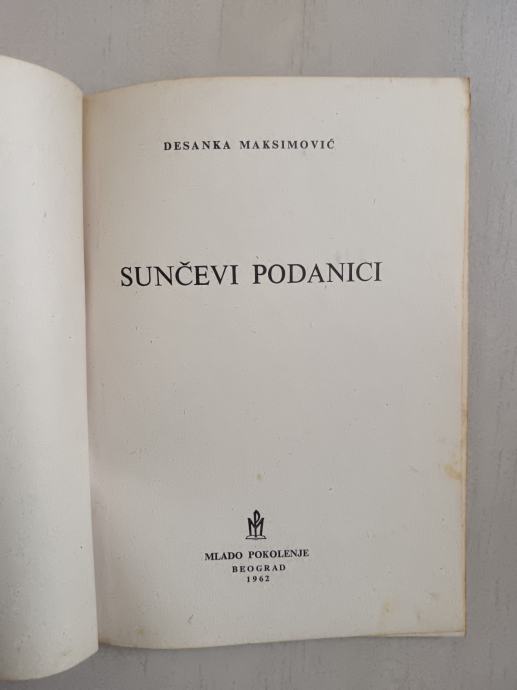 DESANKA MAKSIMOVIĆ
SUNČEVI PODANICI
MLADO POKOLENJE
BEOGRAD
1962